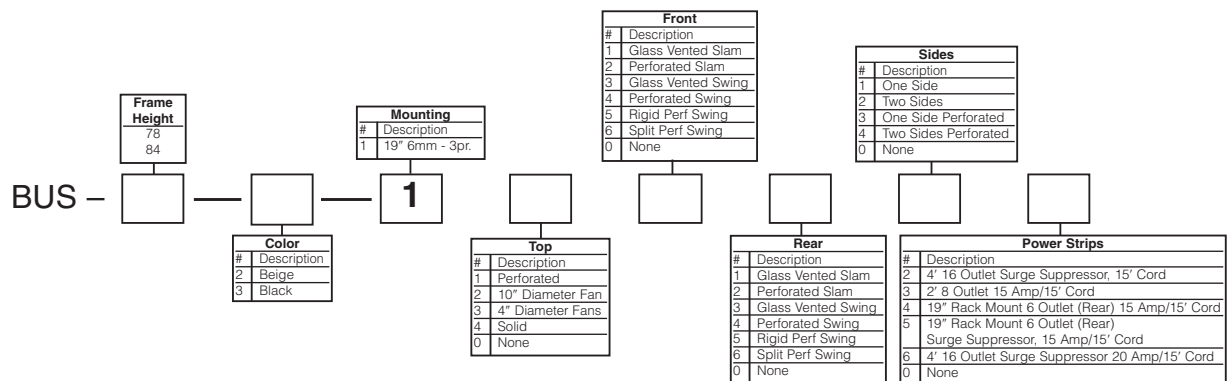 Front
# Description
1 Glass Vented Slam
2 Perforated Slam
3 Glass Vented Swing
4 Perforated Swing
5 Rigid Perf Swing
6 Split Perf Swing
0 None
Sides
# Description
1 One Side
2 Two Sides
3 One Side Perforated
4 Two Sides Perforated
0 None
Frame
Height
78
84
Mounting
# Description
1 19″ 6mm - 3pr.
BUS – — — 1
Color
# Description
2 Beige
3 Black
Top
# Description
1 Perforated
2 10″ Diameter Fan
3 4″ Diameter Fans
4 Solid
0 None
Rear
# Description
1 Glass Vented Slam
2 Perforated Slam
3 Glass Vented Swing
4 Perforated Swing
5 Rigid Perf Swing
6 Split Perf Swing
0 None
Power Strips
# Description
2 4′ 16 Outlet Surge Suppressor, 15′ Cord
3 2′ 8 Outlet 15 Amp/15′ Cord
4 19″ Rack Mount 6 Outlet (Rear) 15 Amp/15′ Cord
5 19″ Rack Mount 6 Outlet (Rear)
Surge Suppressor, 15 Amp/15′ Cord
6 4′ 16 Outlet Surge Suppressor 20 Amp/15′ Cord
0 None